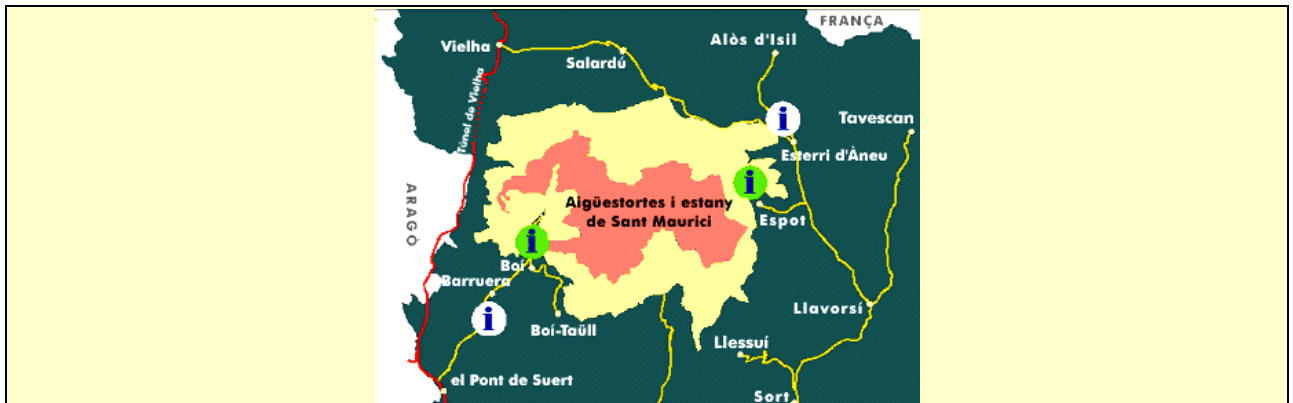 FRANÇA
Alòs d'Isil
Vielha
Salardú
Túnel de Vielha
i
Tavescan
Esterri d'Àneu
i
ARAGÒ
Aigüestortes i estany
de Sant Maurici
Espot
i
Boí
Barruera
i
Boí-Taüll
Llavorsí
Llessuí
el Pont de Suert
Sort